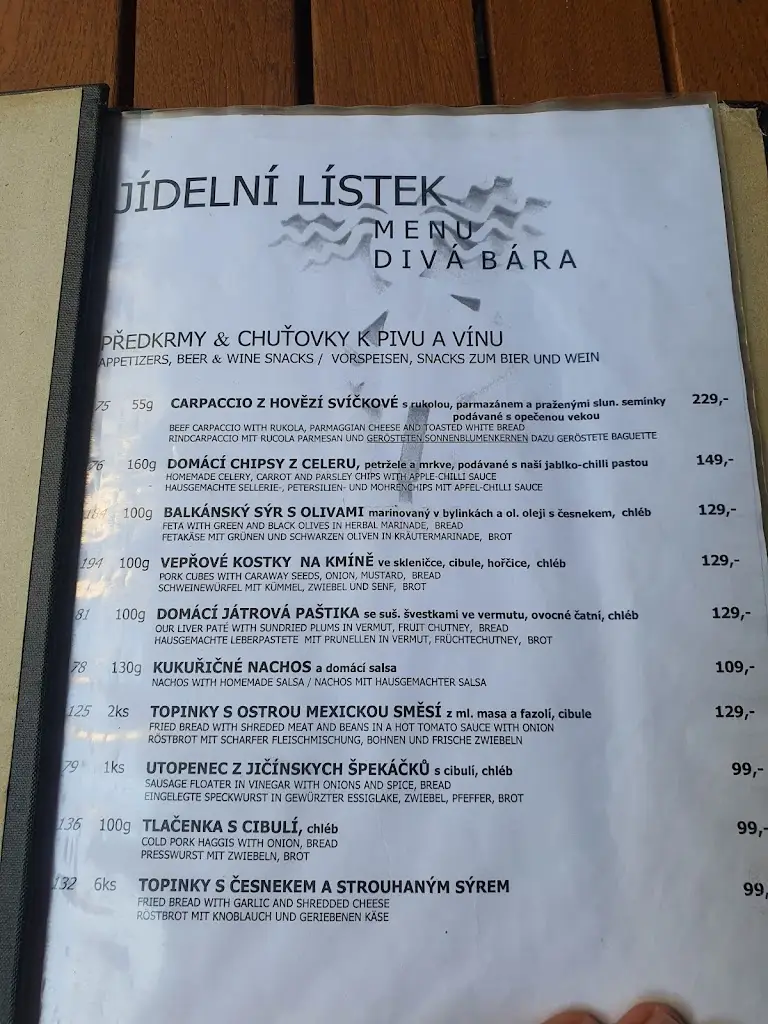 JÍDELNÍ LÍSTEK
MENU
DIVÁ BÁRA
PŘEDKRMY & CHUŤOVKY K PIVU A VÍNU
APPETIZERS, BEER & WINE SNACKS / VORSPEISEN, SNACKS ZUM BIER UND WEIN
75 55g CARPACCIO Z HOVĚZÍ SVÍČKOVÉ s rukolou, parmazánem a praženými slun. semínky 229,-
podávané s opečenou vekou
BEEF CARPACCIO WITH RUKOLA, PARMAGGIAN CHEESE AND TOASTED WHITE BREAD
RINDCARPACCIO MIT RUCOLA PARMESAN UND GERÖSTETEN SONNENBLUMENKERNEN DAZU GERÖSTETE BAGUETTE
76 160g DOMÁCÍ CHIPSY Z CELERU, petržele a mrkve, podávané s naší jablko-chilli pastou 149,-
HOMEMADE CELERY, CARROT AND PARSLEY CHIPS WITH APPLE-CHILLI SAUCE
HAUSGEMACHTE SELLERIE-, PETERSILIEN- UND MOHRENCHIPS MIT APFEL-CHILLI SAUCE
100g BALKÁNSKÝ SÝR S OLIVAMI marinovaný v bylinkách a ol. oleji s česnekem, chléb 129,-
FETA WITH GREEN AND BLACK OLIVES IN HERBAL MARINADE, BREAD
FETAKÄSE MIT GRÜNEN UND SCHWARZEN OLIVEN IN KRÄUTERMARINADE, BROT
194 100g VEPŘOVÉ KOSTKY NA KMÍNĚ ve skleničce, cibule, hořčice, chléb 129,-
PORK CUBES WITH CARAWAY SEEDS, ONION, MUSTARD, BREAD
SCHWEINEWÜRFEL MIT KÜMMEL, ZWIEBEL UND SENF, BROT
81 100g DOMÁCÍ JÁTROVÁ PAŠTIKA se suš. švestkami ve vermutu, ovocné čatní, chléb 129,-
OUR LIVER PATÉ WITH SUNDRIED PLUMS IN VERMUT, FRUIT CHUTNEY, BREAD
HAUSGEMACHTE LEBERPASTETE MIT PRUNELLEN IN VERMUT, FRÜCHTECHUTNEY, BROT
78 130g KUKUŘIČNÉ NACHOS a domácí salsa 109,-
NACHOS WITH HOMEMADE SALSA / NACHOS MIT HAUSGEMACHTER SALSA
125 2ks TOPINKY S OSTROU MEXICKOU SMĚSÍ z ml. masa a fazolí, cibule 129,-
FRIED BREAD WITH SHREDED MEAT AND BEANS IN A HOT TOMATO SAUCE WITH ONION
RÖSTBROT MIT SCHARFER FLEISCHMISCHUNG, BOHNEN UND FRISCHE ZWIEBELN
79 1ks UTOPENEC Z JIČÍNSKYCH ŠPEKÁČKŮ s cibulí, chléb 99,-
SAUSAGE FLOATER IN VINEGAR WITH ONIONS AND SPICE, BREAD
EINGELEGTE SPECKWURST IN GEWÜRZTER ESSIGLAKE, ZWIEBEL, PFEFFER, BROT
136 100g TLAČENKA S CIBULÍ, chléb 99,-
COLD PORK HAGGIS WITH ONION, BREAD
PRESSWURST MIT ZWIEBELN, BROT
132 6ks TOPINKY S ČESNEKEM A STROUHANÝM SÝREM 99,
FRIED BREAD WITH GARLIC AND SHREDDED CHEESE
RÖSTBROT MIT KNOBLAUCH UND GERIEBENEN KÄSE